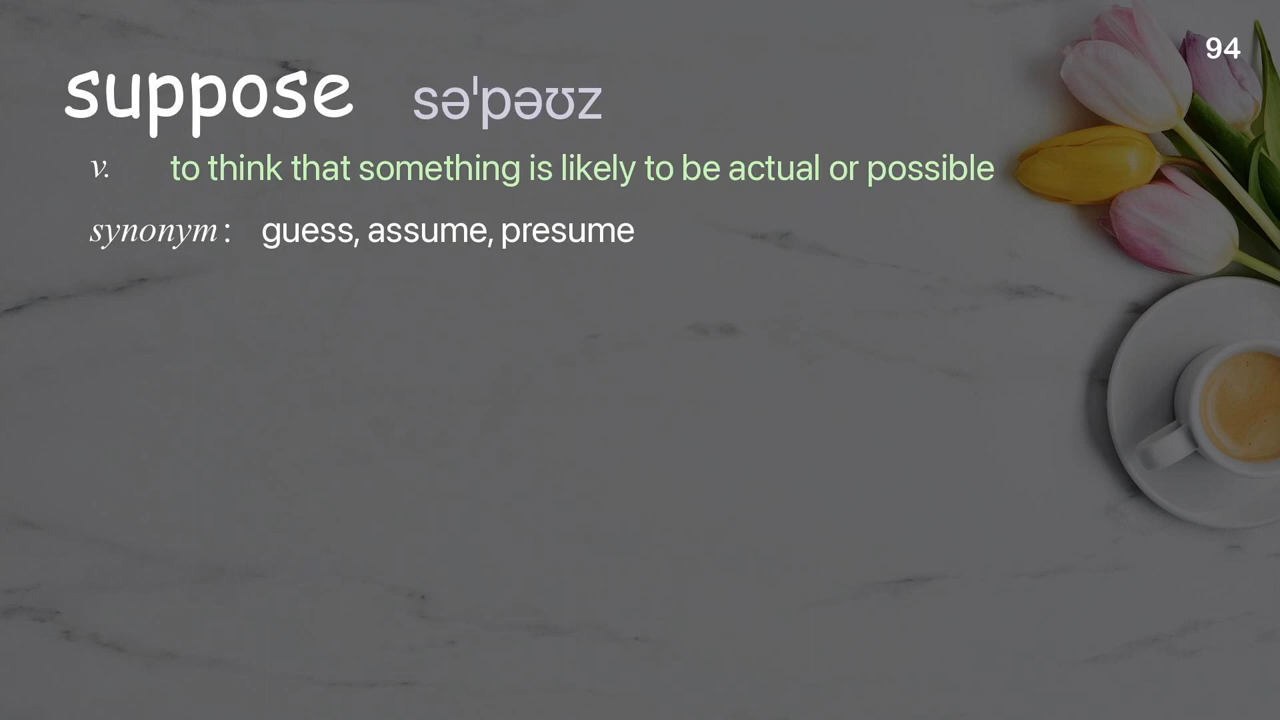 94
suppose səˈpəʊz
v. to think that something is likely to be actual or possible
synonym : guess, assume, presume